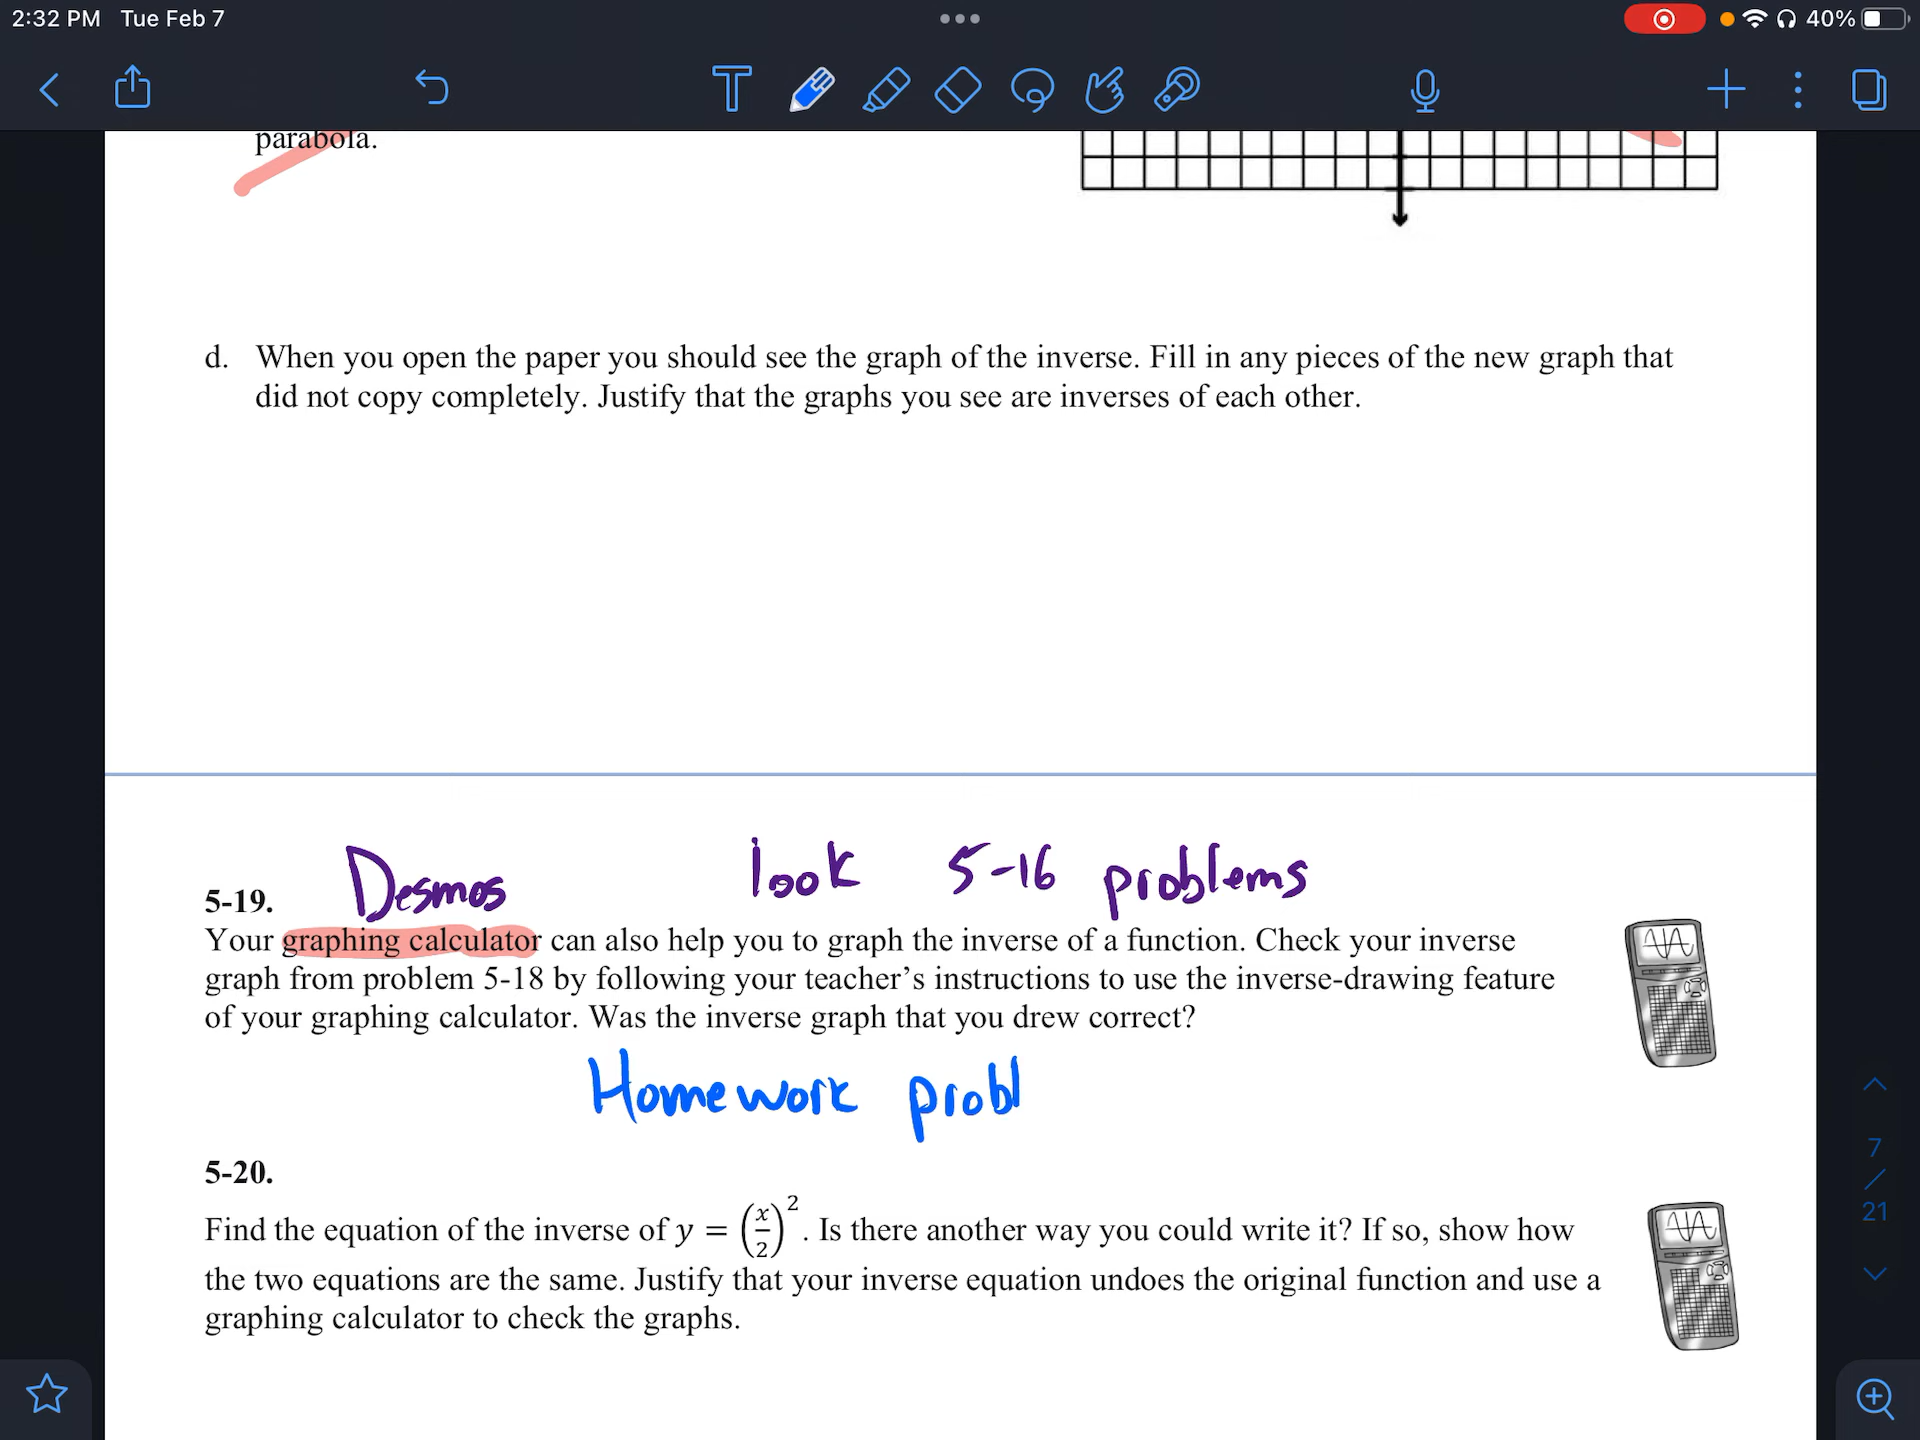 2:32 PM Tue Feb 7
40%
parabola.
d. When you open the paper you should see the graph of the inverse. Fill in any pieces of the new graph that
did not copy completely. Justify that the graphs you see are inverses of each other.
Desmos look 5-16 problems
5-19.
Your graphing calculator can also help you to graph the inverse of a function. Check your inverse
graph from problem 5-18 by following your teacher’s instructions to use the inverse-drawing feature
of your graphing calculator. Was the inverse graph that you drew correct?
Homework probl
7
/
21
5-20.
Find the equation of the inverse of y = (x/2)². Is there another way you could write it? If so, show how
the two equations are the same. Justify that your inverse equation undoes the original function and use a
graphing calculator to check the graphs.